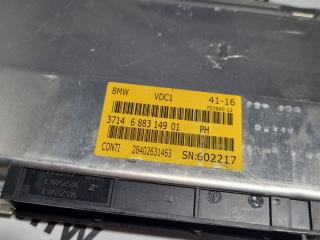 BMW VDC1 41-16
3714 6 883 149 01 PH
CONTI 28402631463 SN:602217